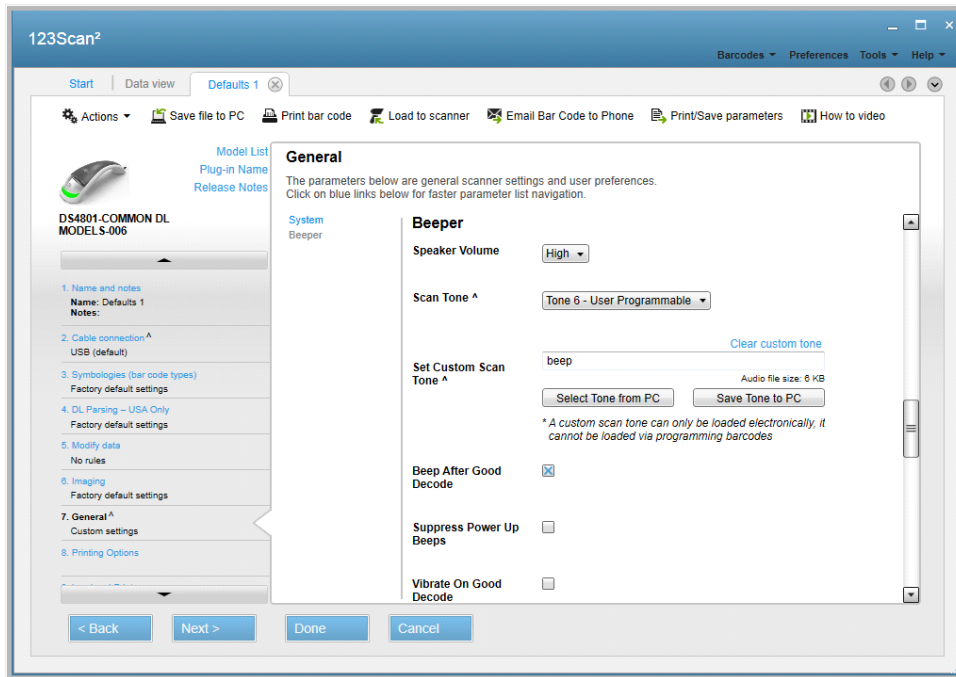 123Scan²
Barcodes Preferences Tools Help
Start Data view Defaults 1
Actions Save file to PC Print bar code Load to scanner Email Bar Code to Phone Print/Save parameters How to video
Model List
Plug-in Name
Release Notes
DS4801-COMMON DL
MODELS-006
1. Name and notes
Name: Defaults 1
Notes:
2. Cable connection ^
USB (default)
3. Symbologies (bar code types)
Factory default settings
4. DL Parsing – USA Only
Factory default settings
5. Modify data
No rules
6. Imaging
Factory default settings
7. General ^
Custom settings
8. Printing Options
General
The parameters below are general scanner settings and user preferences.
Click on blue links below for faster parameter list navigation.
System
Beeper
Beeper
Speaker Volume
High
Scan Tone ^
Tone 6 - User Programmable
Clear custom tone
Set Custom Scan
Tone ^
beep
Audio file size: 6 KB
Select Tone from PC Save Tone to PC
* A custom scan tone can only be loaded electronically, it
cannot be loaded via programming barcodes
Beep After Good
Decode
Suppress Power Up
Beeps
Vibrate On Good
Decode
< Back Next > Done Cancel